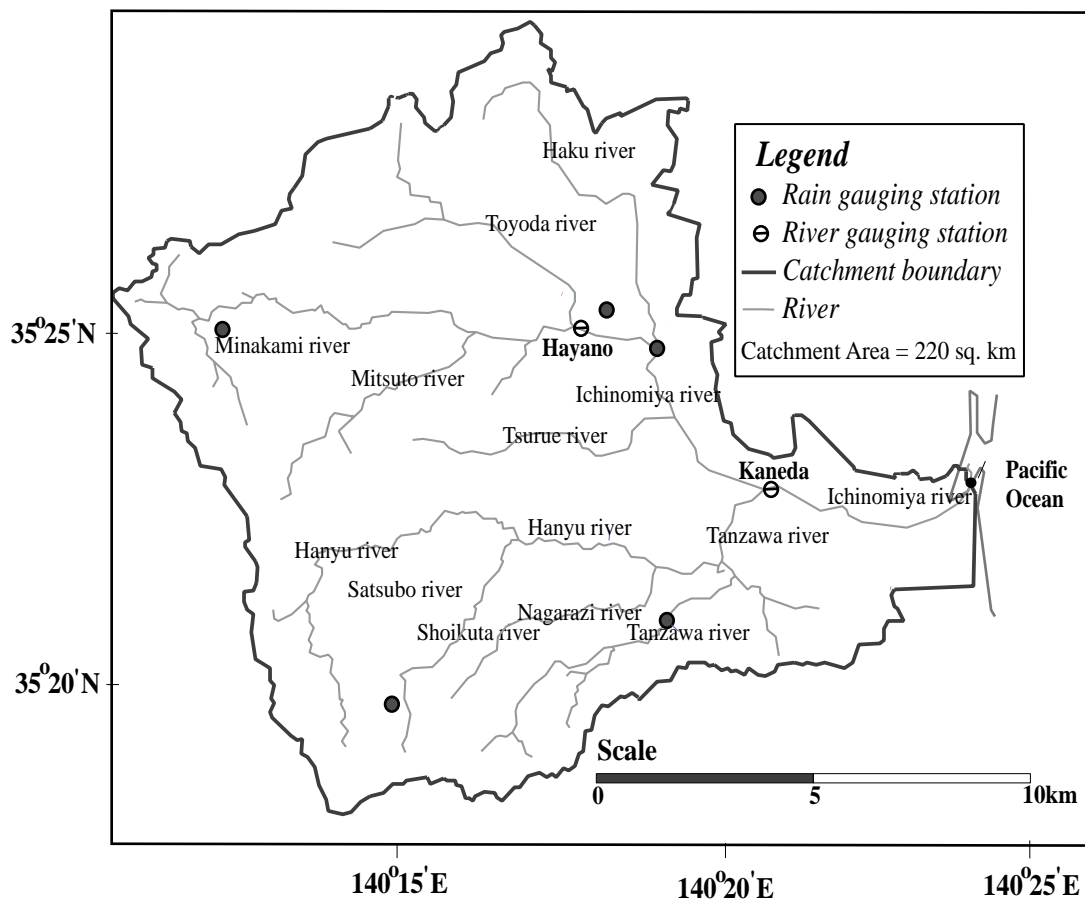 Haku river
Legend
Rain gauging station
River gauging station
Catchment boundary
River
Catchment Area = 220 sq. km
Toyoda river
35°25'N
Minakami river
Hayano
Mitsuto river
Ichinomiya river
Tsurue river
Kaneda
Pacific
Ocean
Ichinomiya river
Hanyu river
Hanyu river
Tanzawa river
Satsubo river
Nagarazi river
Shoikuta river
Tanzawa river
35°20'N
Scale
0
5
10km
140°15'E
140°20'E
140°25'E